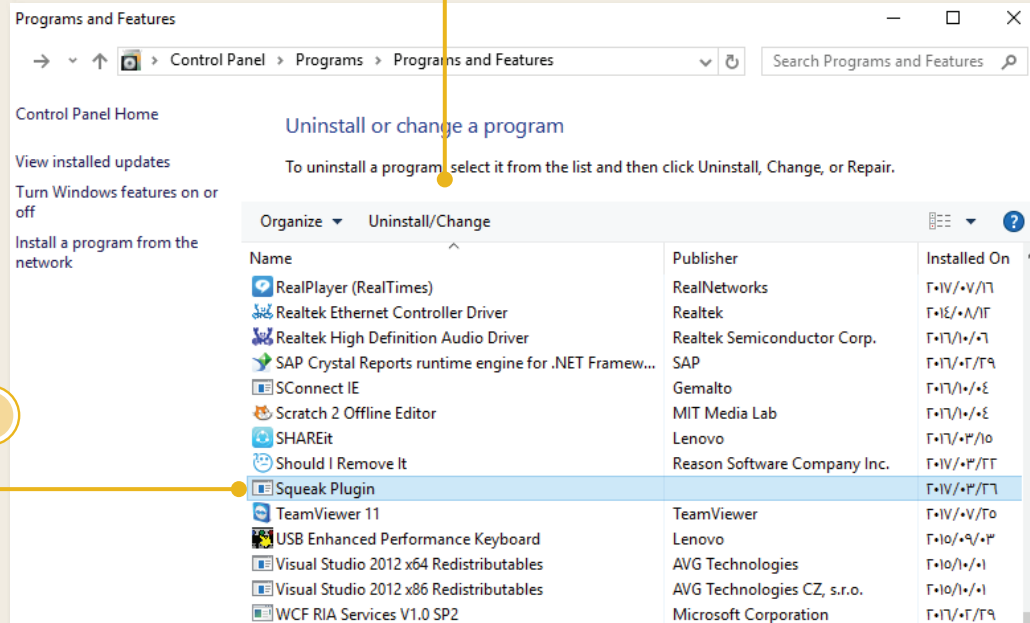 Programs and Features
Control Panel > Programs > Programs and Features
Search Programs and Features
Control Panel Home
View installed updates
Turn Windows features on or
off
Install a program from the
network
Uninstall or change a program
To uninstall a program, select it from the list and then click Uninstall, Change, or Repair.
Organize Uninstall/Change ?
Name Publisher Installed On
RealPlayer (RealTimes) RealNetworks ٢٠١٧/٠٧/١٦
Realtek Ethernet Controller Driver Realtek ٢٠١٤/٠٨/١٢
Realtek High Definition Audio Driver Realtek Semiconductor Corp. ٢٠١٦/١٠/٠٦
SAP Crystal Reports runtime engine for .NET Framew... SAP ٢٠١٦/٠٢/٢٩
SConnect IE Gemalto ٢٠١٦/١٠/٠٤
Scratch 2 Offline Editor MIT Media Lab ٢٠١٦/١٠/٠٤
SHAREit Lenovo ٢٠١٦/٠٣/١٥
Should I Remove It Reason Software Company Inc. ٢٠١٧/٠٣/٢٢
Squeak Plugin ٢٠١٧/٠٣/٢٦
TeamViewer 11 TeamViewer ٢٠١٧/٠٧/٢٥
USB Enhanced Performance Keyboard Lenovo ٢٠١٥/٠٩/٠٣
Visual Studio 2012 x64 Redistributables AVG Technologies ٢٠١٥/١٠/٠١
Visual Studio 2012 x86 Redistributables AVG Technologies CZ, s.r.o. ٢٠١٥/١٠/٠١
WCF RIA Services V1.0 SP2 Microsoft Corporation ٢٠١٦/٠٢/٢٩